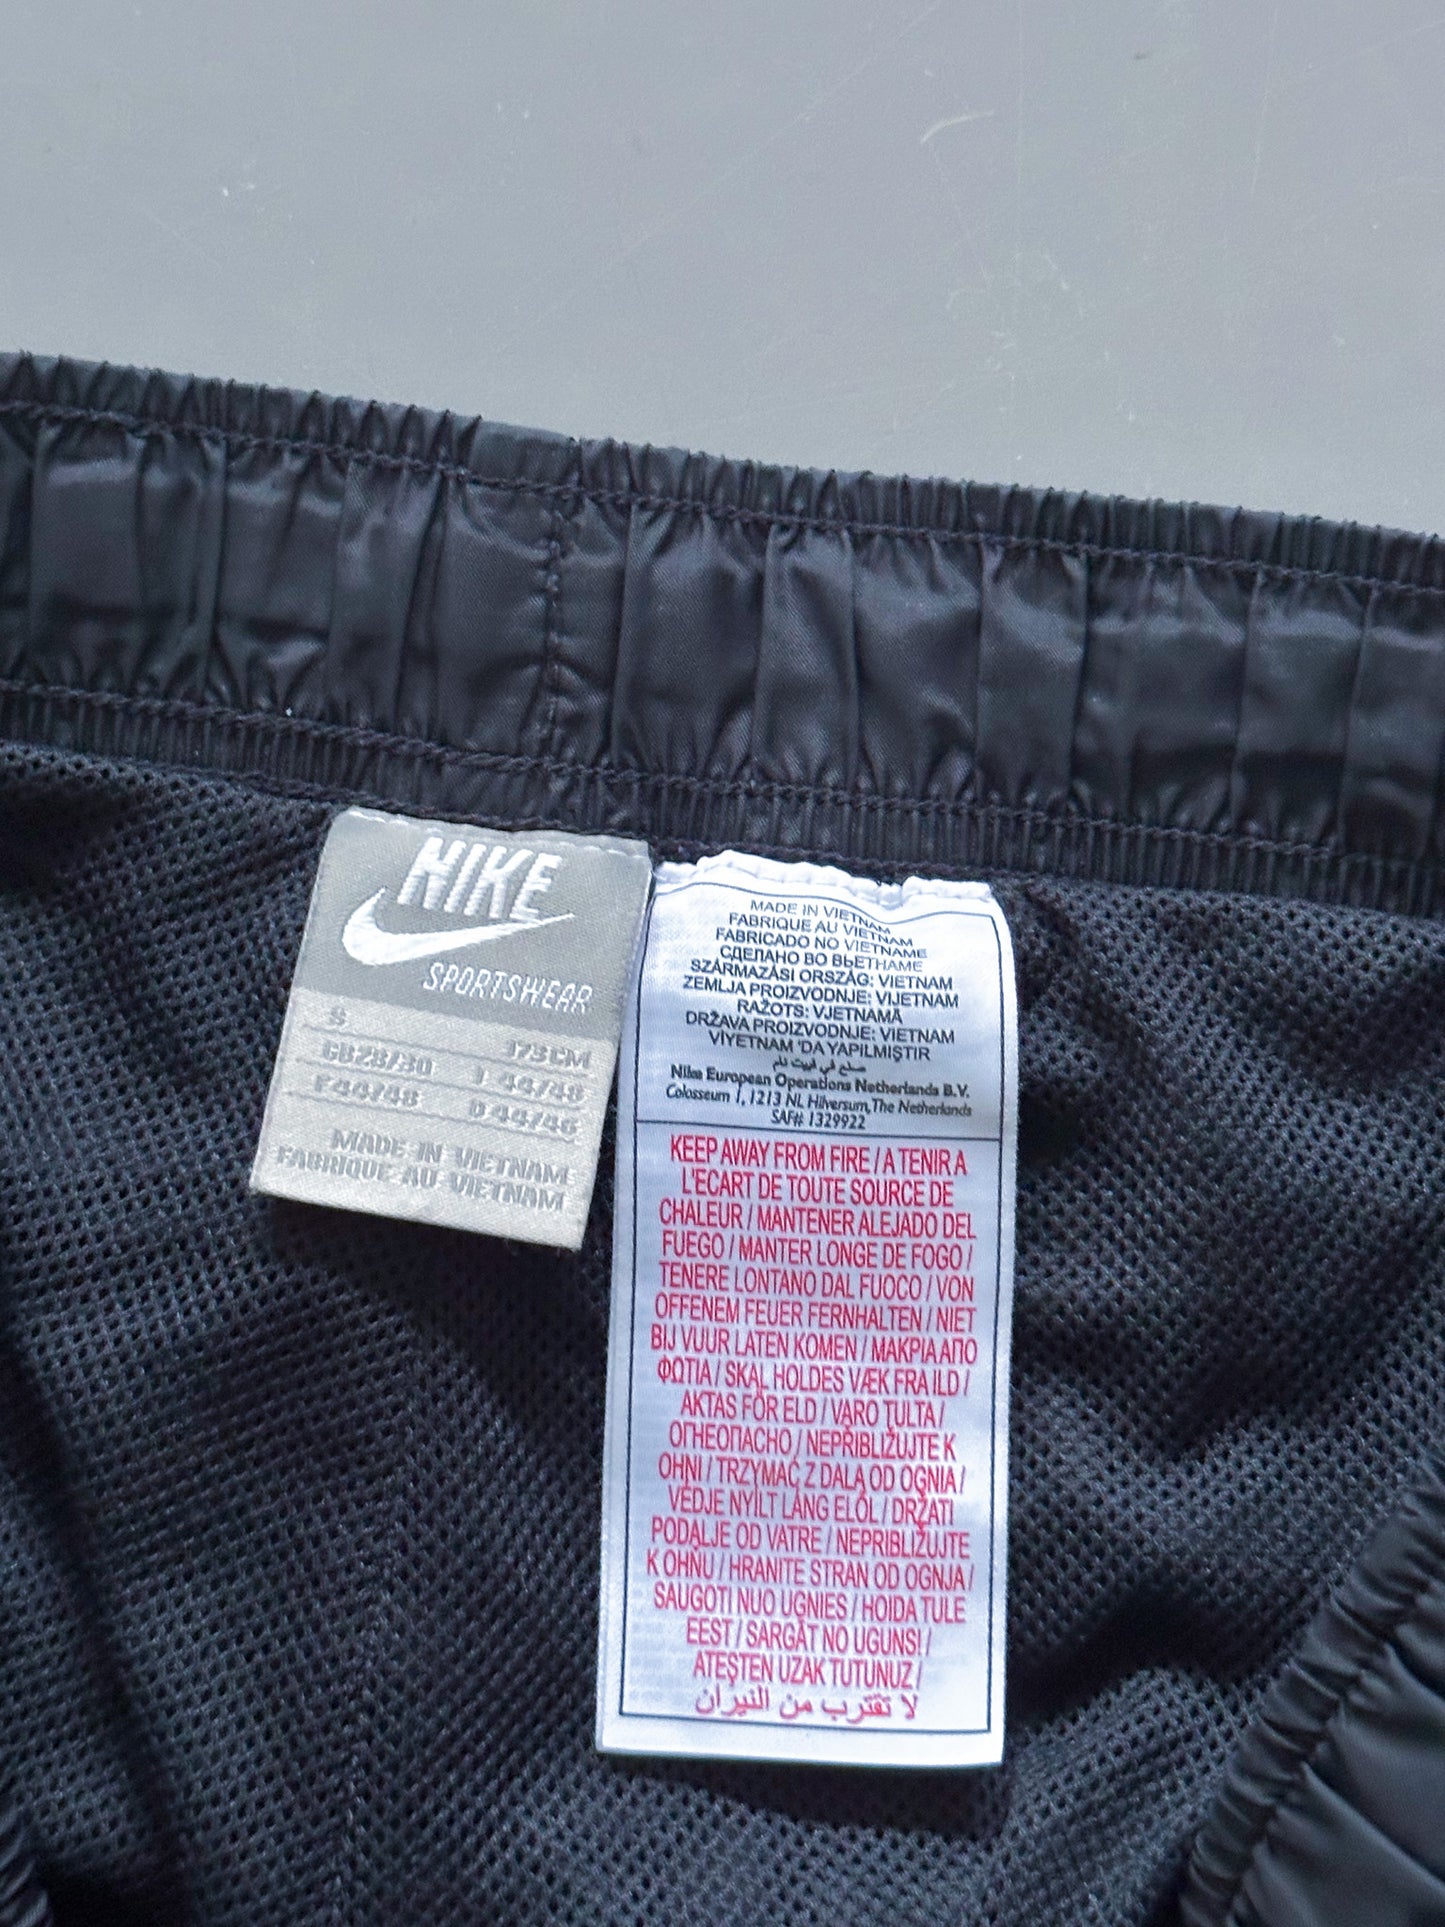 NIKE
SPORTSWEAR
S 173CM
GB28/30 I 44/48
F44/48 D 44/46
MADE IN VIETNAM
FABRIQUE AU VIETNAM
MADE IN VIETNAM
FABRIQUE AU VIETNAM
FABRICADO NO VIETNAME
СДЕЛАНО ВО ВЬЕТНАМЕ
SZÁRMAZÁSI ORSZÁG: VIETNAM
ZEMLJA PROIZVODNJE: VIJETNAM
RAŽOTS: VJETNAMĀ
DRŽAVA PROIZVODNJE: VIETNAM
VİYETNAM 'DA YAPILMIŞTIR
صنع في فييت نام
Nike European Operations Netherlands B.V.
Colosseum 1, 1213 NL Hilversum, The Netherlands
SAF# 1329922
KEEP AWAY FROM FIRE / A TENIR A
L'ECART DE TOUTE SOURCE DE
CHALEUR / MANTENER ALEJADO DEL
FUEGO / MANTER LONGE DE FOGO /
TENERE LONTANO DAL FUOCO / VON
OFFENEM FEUER FERNHALTEN / NIET
BIJ VUUR LATEN KOMEN / ΜΑΚΡΙΑ ΑΠΟ
ΦΩΤΙΑ / SKAL HOLDES VÆK FRA ILD /
AKTAS FÖR ELD / VARO TULTA /
ОГНЕОПАСНО / NEPŘIBLIŽUJTE K
OHNI / TRZYMAĆ Z DALA OD OGNIA /
VÉDJE NYÍLT LÁNG ELŐL / DRŽATI
PODALJE OD VATRE / NEPRIBLIŽUJTE
K OHŇU / HRANITE STRAN OD OGNJA /
SAUGOTI NUO UGNIES / HOIDA TULE
EEST / SARGĀT NO UGUNS! /
ATEŞTEN UZAK TUTUNUZ /
لا تقترب من النيران